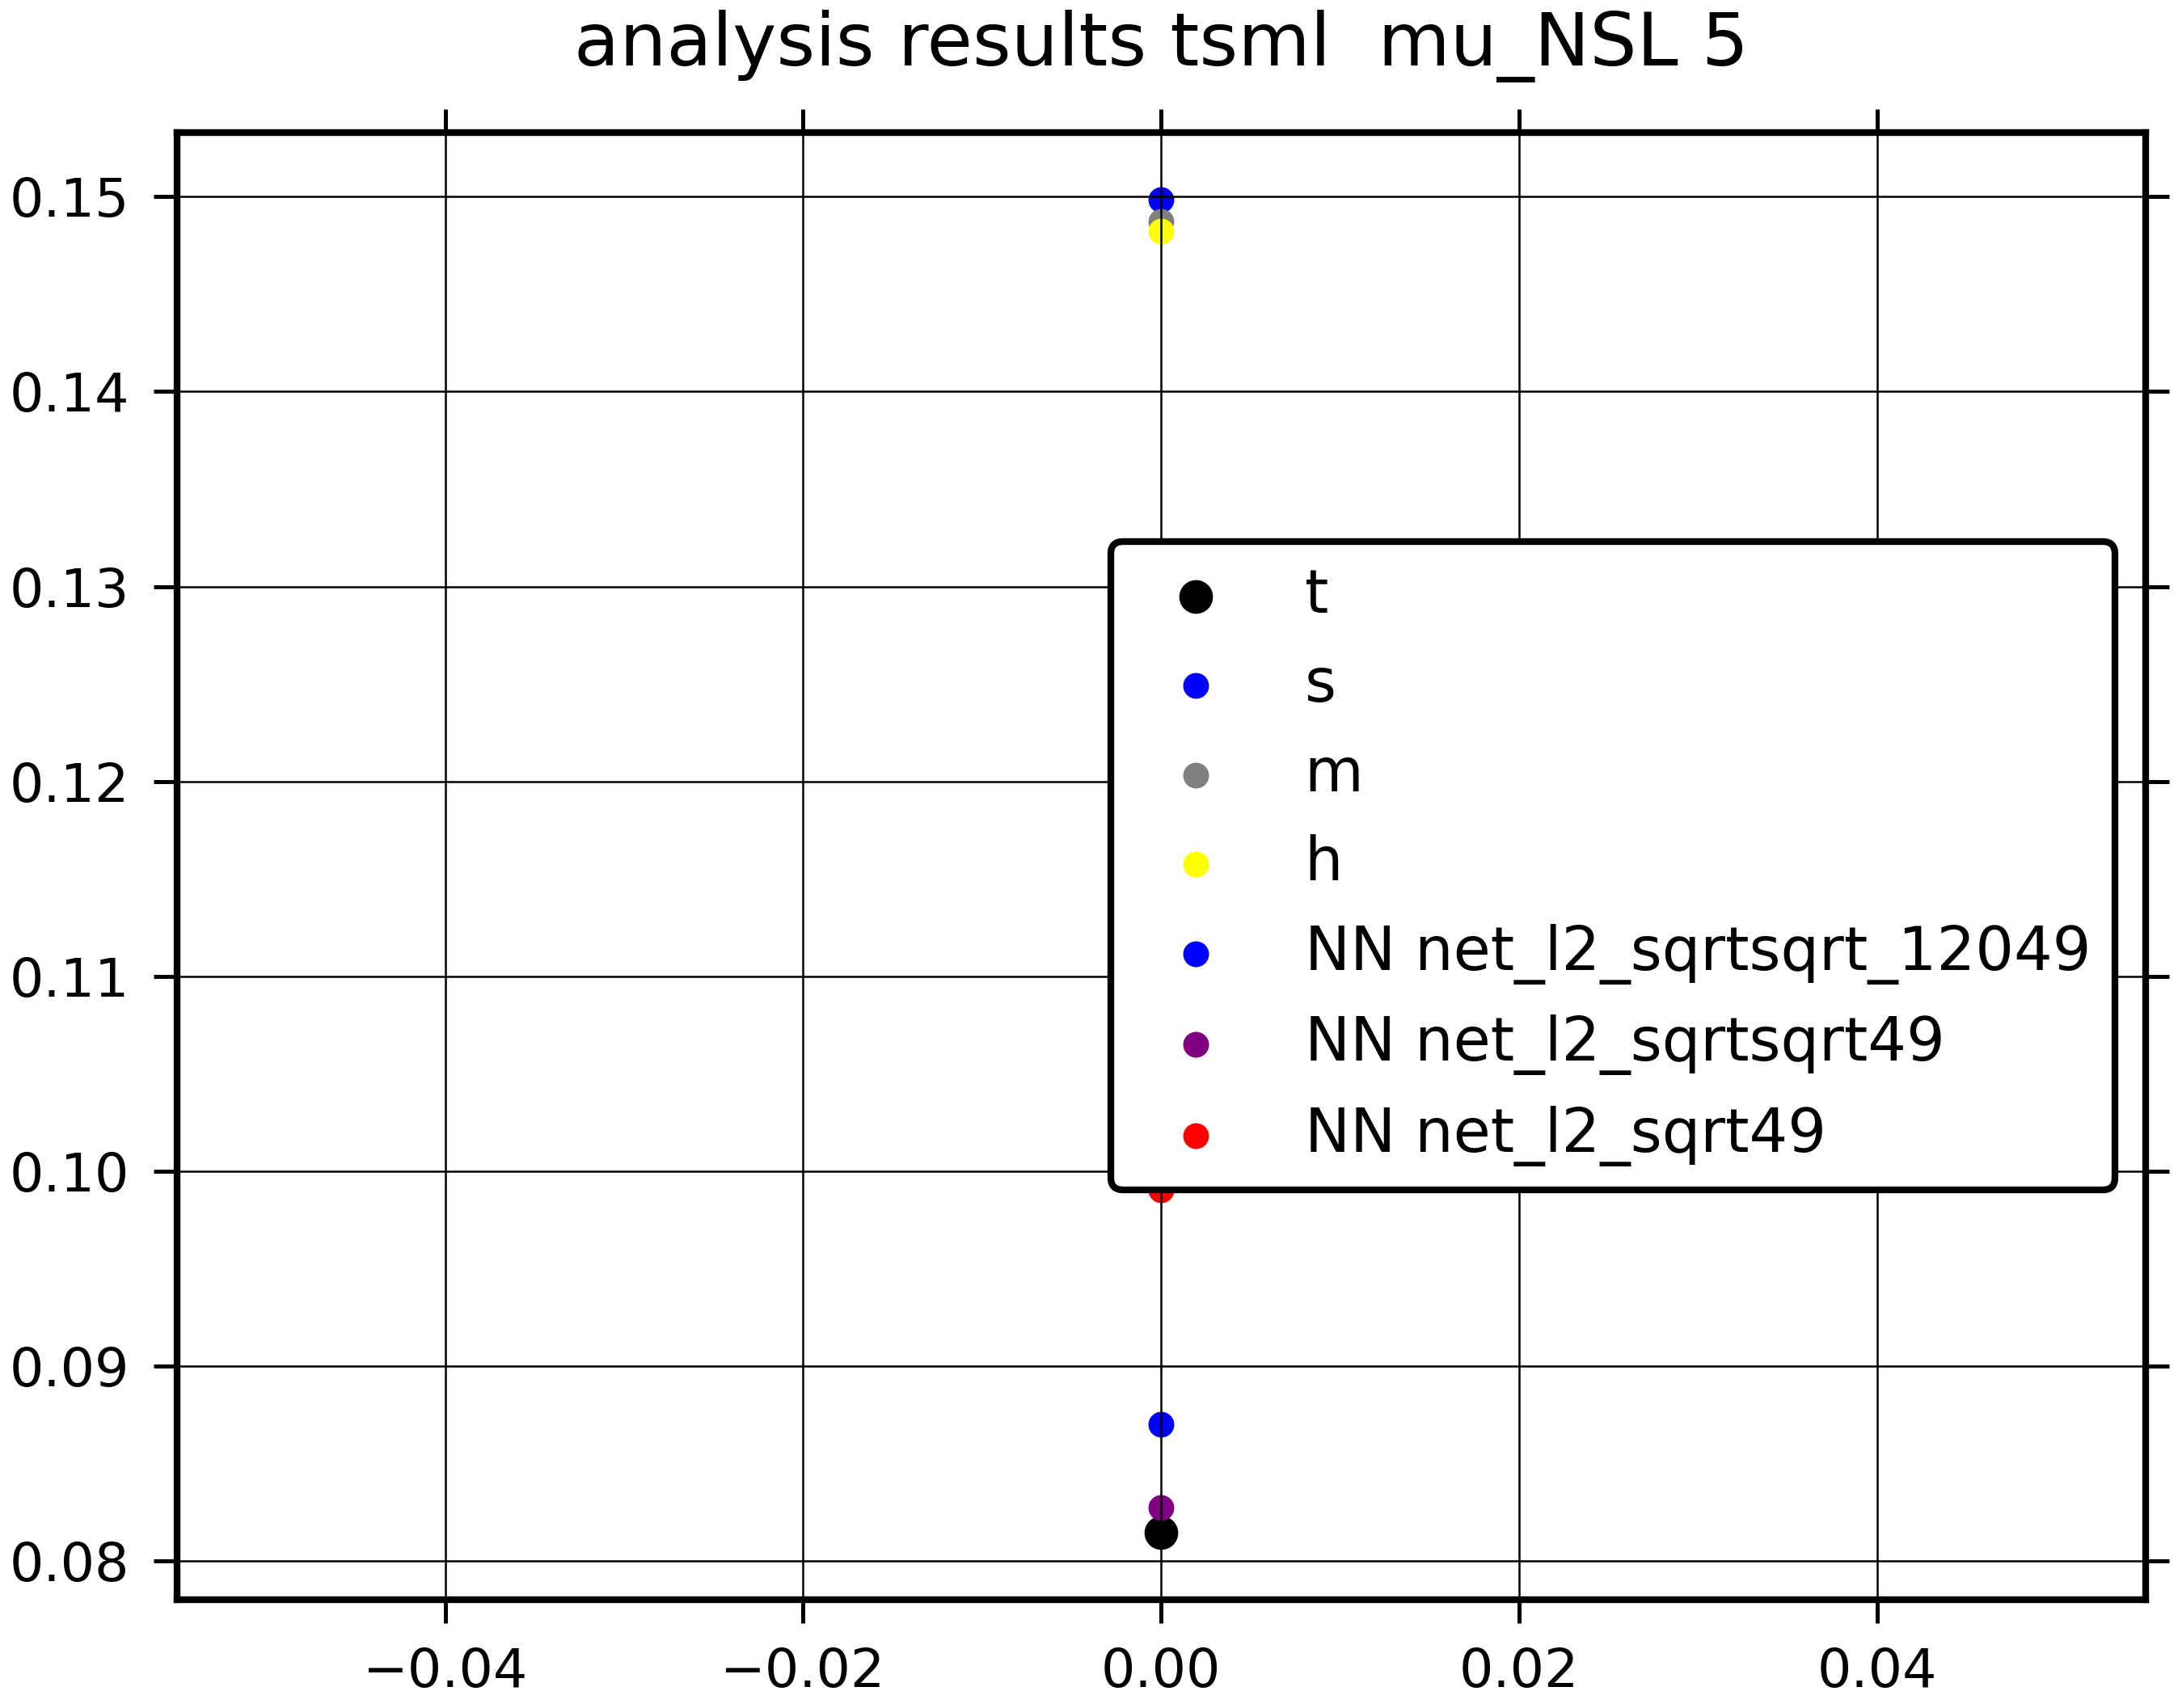 analysis results tsml  mu_NSL 5
0.15
0.14
0.13
0.12
0.11
0.10
0.09
0.08
t
s
m
h
NN net_l2_sqrtsqrt_12049
NN net_l2_sqrtsqrt49
NN net_l2_sqrt49
−0.04
−0.02
0.00
0.02
0.04